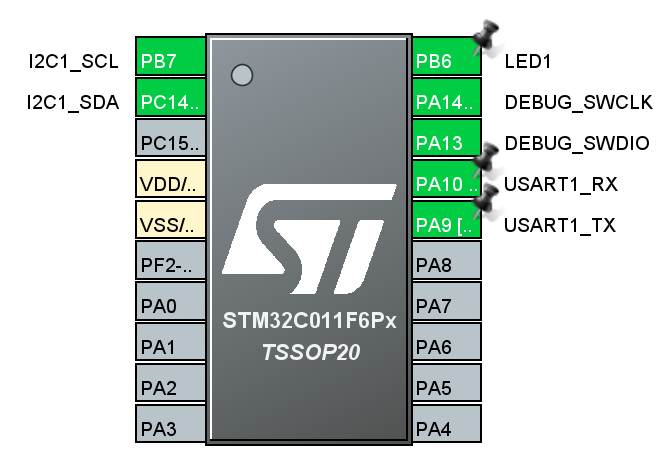 I2C1_SCL PB7 PB6 LED1
I2C1_SDA PC14.. PA14.. DEBUG_SWCLK
PC15.. PA13 DEBUG_SWDIO
VDD/.. PA10 .. USART1_RX
VSS/.. PA9 [.. USART1_TX
PF2-.. PA8
PA0 PA7
STM32C011F6Px
PA1 PA6
TSSOP20
PA2 PA5
PA3 PA4